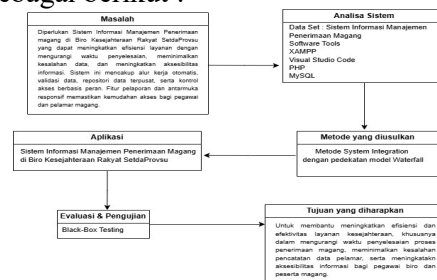 sebagai berikut :
Masalah
Diperlukan Sistem Informasi Manajemen Penerimaan
magang di Biro Kesejahteraan Rakyat SetdaProvsu
yang dapat meningkatkan efisiensi layanan dengan
mengurangi waktu penyelesaian, meminimalkan
kesalahan data, dan meningkatkan aksesibilitas
informasi. Sistem ini mencakup alur kerja otomatis,
validasi data, repositori data terpusat, serta kontrol
akses berbasis peran. Fitur pelaporan dan antarmuka
responsif memastikan kemudahan akses bagi pegawai
dan pelamar magang.
Analisa Sistem
Data Set : Sistem Informasi Manajemen
Penerimaan Magang
Software Tools
XAMPP
Visual Studio Code
PHP
MySQL
Aplikasi
Sistem Informasi Manajemen Penerimaan Magang
di Biro Kesejahteraan Rakyat SetdaProvsu
Metode yang diusulkan
Metode System Integration
dengan pedekatan model Waterfall
Evaluasi & Pengujian
Black-Box Testing
Tujuan yang diharapkan
Untuk membantu meningkatkan efisiensi dan
efektivitas layanan kesejahteraan, khususnya
dalam mengurangi waktu penyelesaian proses
penerimaan magang, meminimalkan kesalahan
pencatatan data pelamar, serta meningkatakn
aksesibilitas informasi bagi pegawai biro dan
peserta magang.